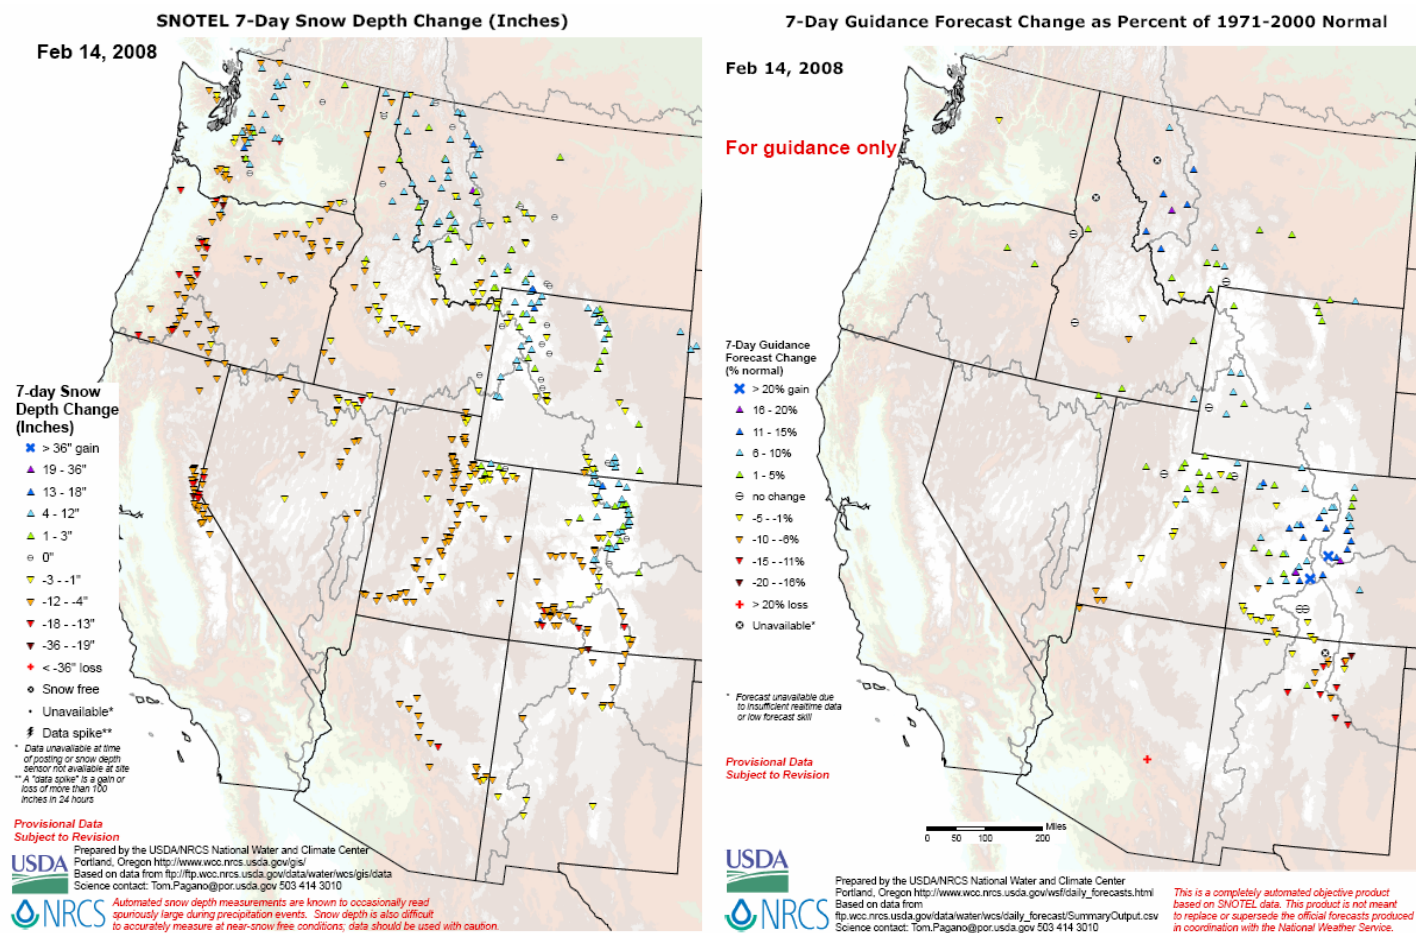 SNOTEL 7-Day Snow Depth Change (Inches)
Feb 14, 2008
7-day Snow
Depth Change
(Inches)
> 36" gain
19 - 36"
13 - 18"
4 - 12"
1 - 3"
0"
-3 - -1"
-12 - -4"
-18 - -13"
-36 - -19"
< -36" loss
Snow free
Unavailable*
Data spike**
* Data unavailable at time
of posting or snow depth
sensor not available at site
** A "data spike" is a gain or
loss of more than 100
inches in 24 hours
Provisional Data
Subject to Revision
USDA
NRCS
Prepared by the USDA/NRCS National Water and Climate Center
Portland, Oregon http://www.wcc.nrcs.usda.gov/gis/
Based on data from ftp://ftp.wcc.nrcs.usda.gov/data/water/wcs/gis/data
Science contact: Tom.Pagano@por.usda.gov 503 414 3010
Automated snow depth measurements are known to occasionally read
spuriously large during precipitation events. Snow depth is also difficult
to accurately measure at near-snow free conditions; data should be used with caution.
7-Day Guidance Forecast Change as Percent of 1971-2000 Normal
Feb 14, 2008
For guidance only
7-Day Guidance
Forecast Change
(% normal)
> 20% gain
16 - 20%
11 - 15%
6 - 10%
1 - 5%
no change
-5 - -1%
-10 - -6%
-15 - -11%
-20 - -16%
> 20% loss
Unavailable*
* Forecast unavailable due
to insufficient realtime data
or low forecast skill
Provisional Data
Subject to Revision
Miles
0 50 100 200
USDA
NRCS
Prepared by the USDA/NRCS National Water and Climate Center
Portland, Oregon http://www.wcc.nrcs.usda.gov/wsf/daily_forecasts.html
Based on data from
ftp.wcc.nrcs.usda.gov/data/water/wcs/daily_forecast/SummaryOutput.csv
Science contact: Tom.Pagano@por.usda.gov 503 414 3010
This is a completely automated objective product
based on SNOTEL data. This product is not meant
to replace or supersede the official forecasts produced
in coordination with the National Weather Service.